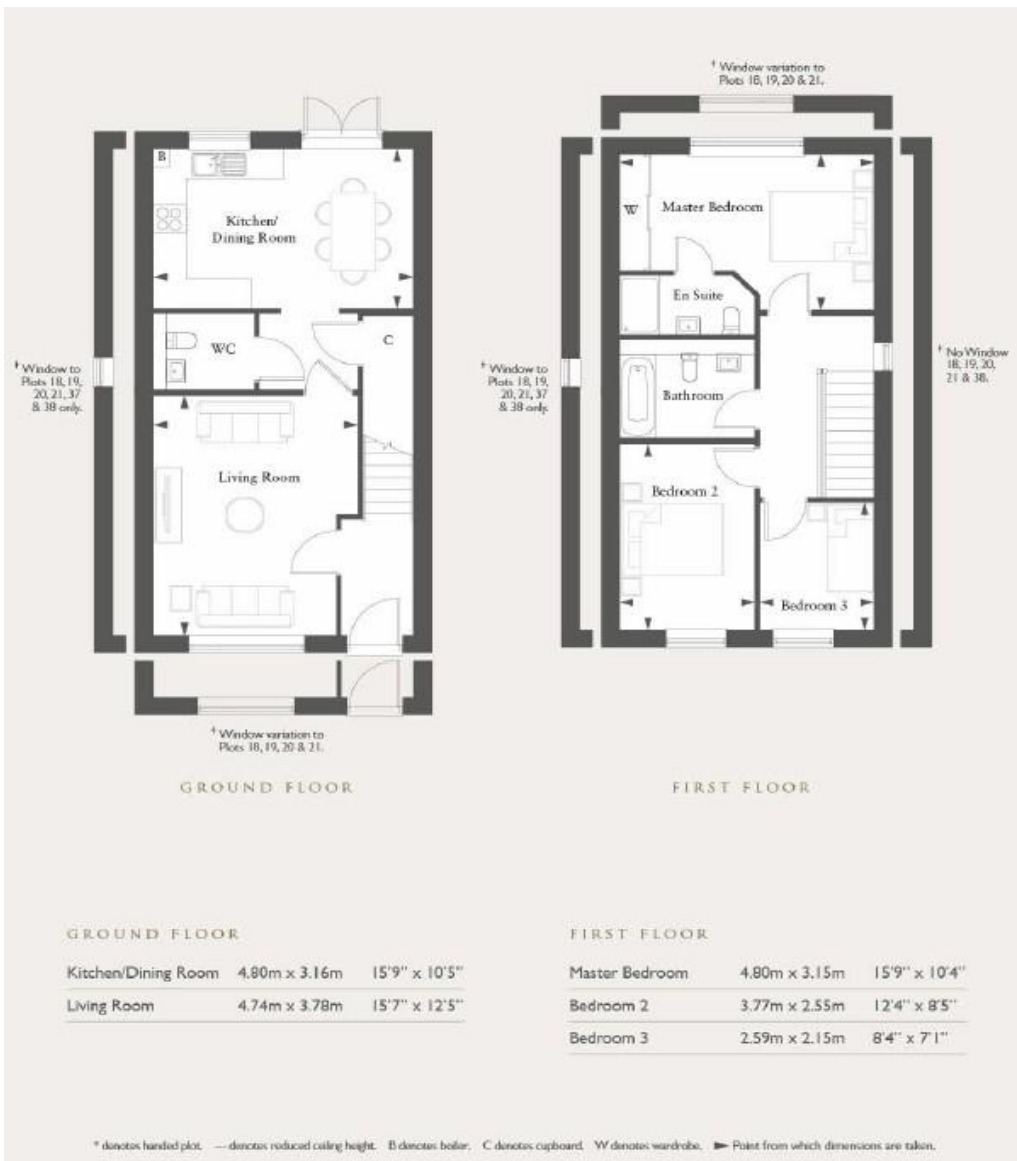 ‡ Window variation to
Plots 18, 19, 20 & 21.
B
Kitchen/
Dining Room
WC
C
‡ Window to
Plots 18, 19,
20, 21, 37
& 38 only.
Living Room
‡ Window variation to
Plots 18, 19, 20 & 21.
W
Master Bedroom
En Suite
‡ Window to
Plots 18, 19,
20, 21, 37
& 38 only.
Bathroom
‡ No Window
18, 19, 20,
21 & 38.
Bedroom 2
Bedroom 3
GROUND FLOOR
FIRST FLOOR
GROUND FLOOR
Kitchen/Dining Room 4.80m x 3.16m 15'9" x 10'5"
Living Room 4.74m x 3.78m 15'7" x 12'5"
FIRST FLOOR
Master Bedroom 4.80m x 3.15m 15'9" x 10'4"
Bedroom 2 3.77m x 2.55m 12'4" x 8'5"
Bedroom 3 2.59m x 2.15m 8'4" x 7'1"
* denotes handed plot. --- denotes reduced ceiling height. B denotes boiler. C denotes cupboard. W denotes wardrobe. ► Point from which dimensions are taken.